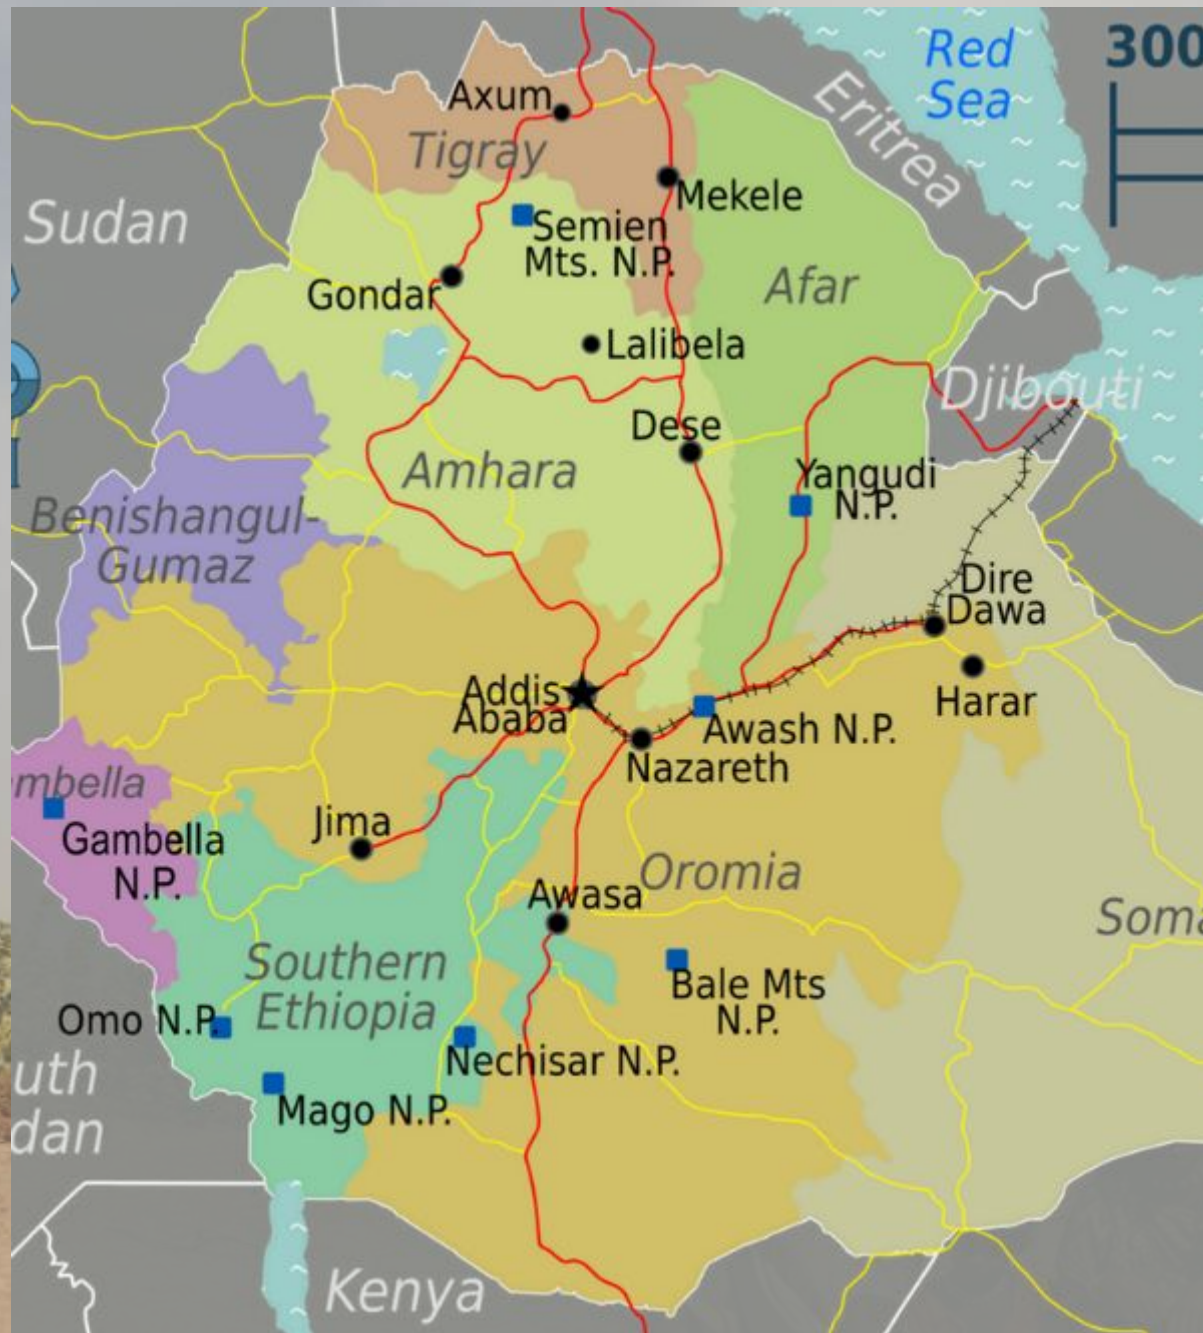 Red
Sea
300
Eritrea
Axum
Tigray
Mekele
Sudan
Semien
Mts. N.P.
Afar
Gondar
Lalibela
Djibouti
Dese
Amhara
Yangudi
N.P.
Benishangul-
Gumaz
Dire
Dawa
Addis
Ababa
Harar
Awash N.P.
Nazareth
mbella
Gambella
N.P.
Jima
Oromia
Awasa
Soma
Southern
Ethiopia
Bale Mts
N.P.
Omo N.P.
Nechisar N.P.
Mago N.P.
uth
dan
Kenya